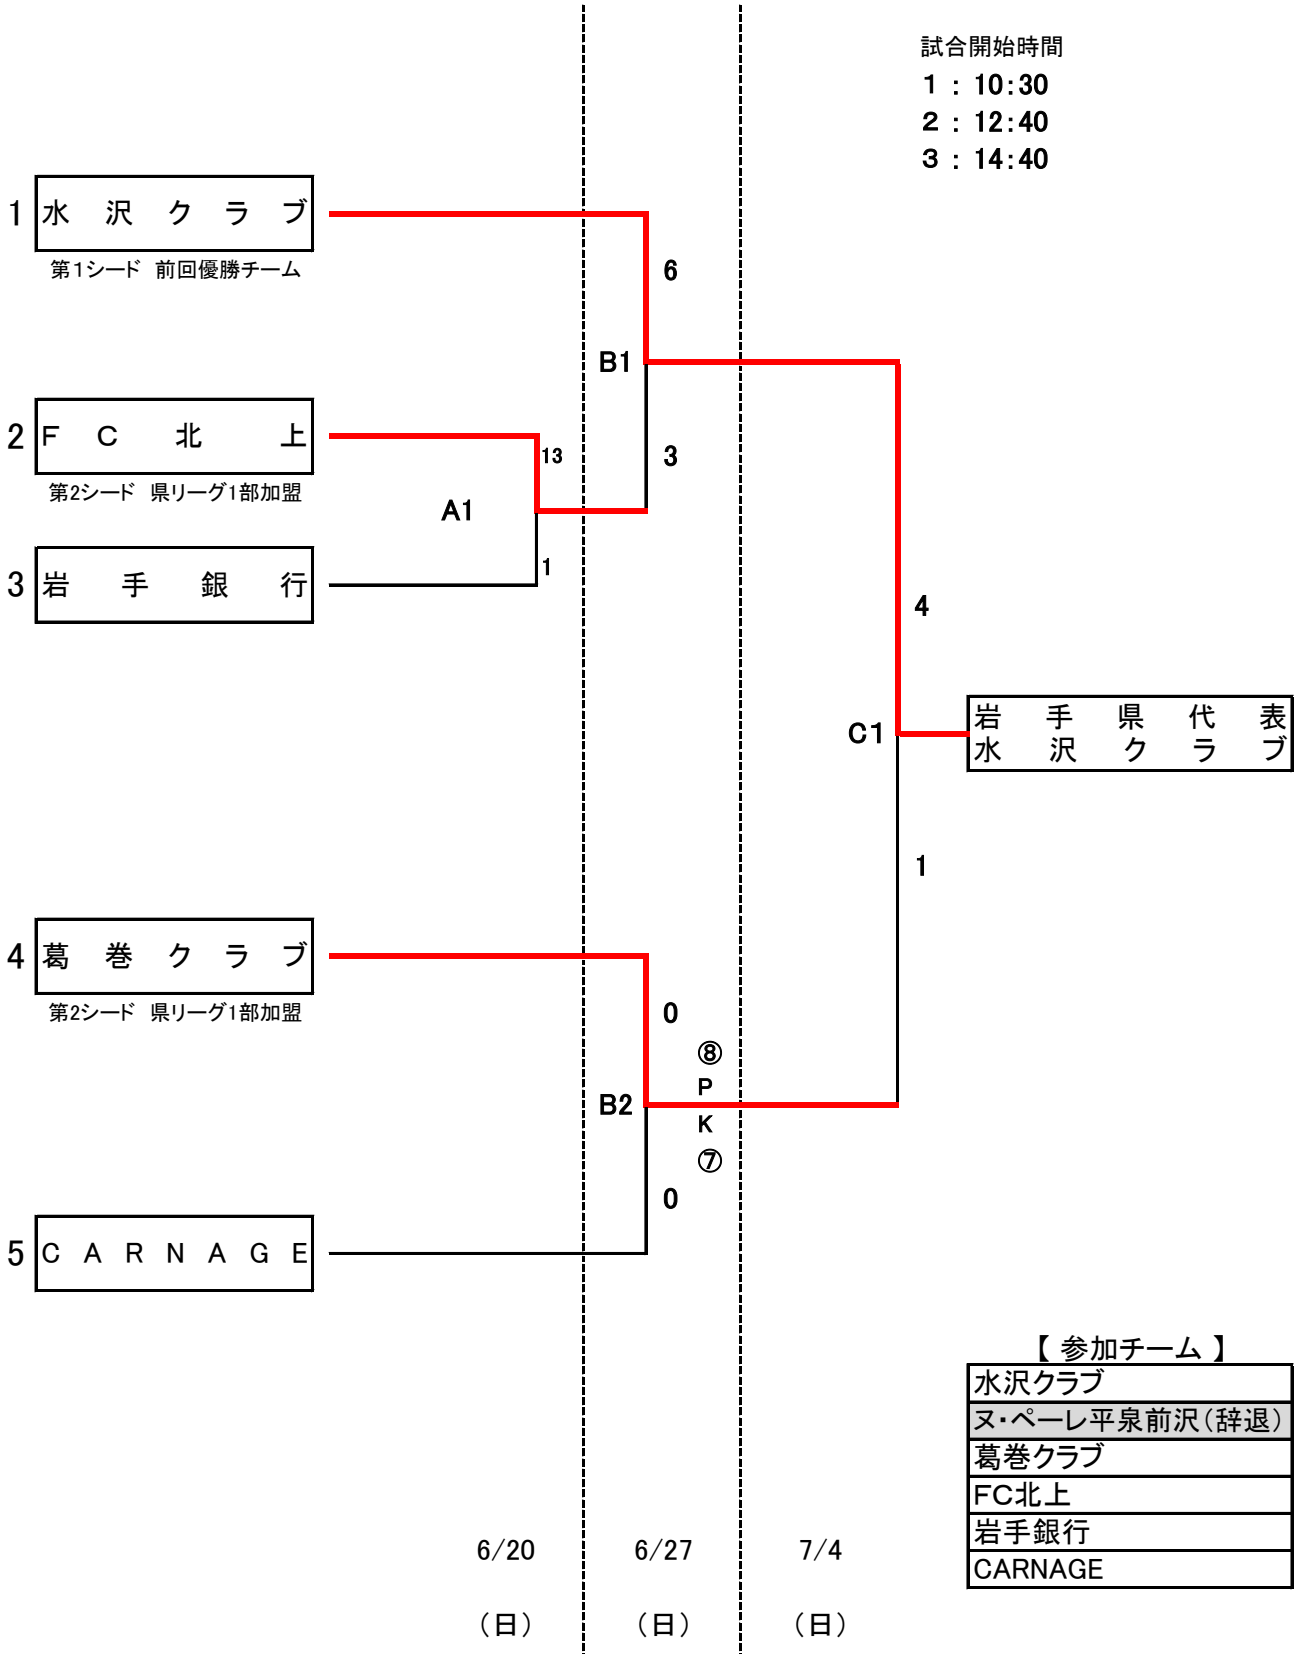 試合開始時間
1 : 10:30
2 : 12:40
3 : 14:40
1 水沢クラブ
第1シード 前回優勝チーム
6
B1
2 FC北上
13
3
第2シード 県リーグ1部加盟
A1
3 岩手銀行
1
4
岩手県代表
水沢クラブ
C1
1
4 葛巻クラブ
第2シード 県リーグ1部加盟
0
⑧
P
B2
K
⑦
0
5 CARNAGE
【 参加チーム 】
水沢クラブ
ヌ・ペーレ平泉前沢(辞退)
葛巻クラブ
FC北上
岩手銀行
CARNAGE
6/20 6/27 7/4
(日) (日) (日)